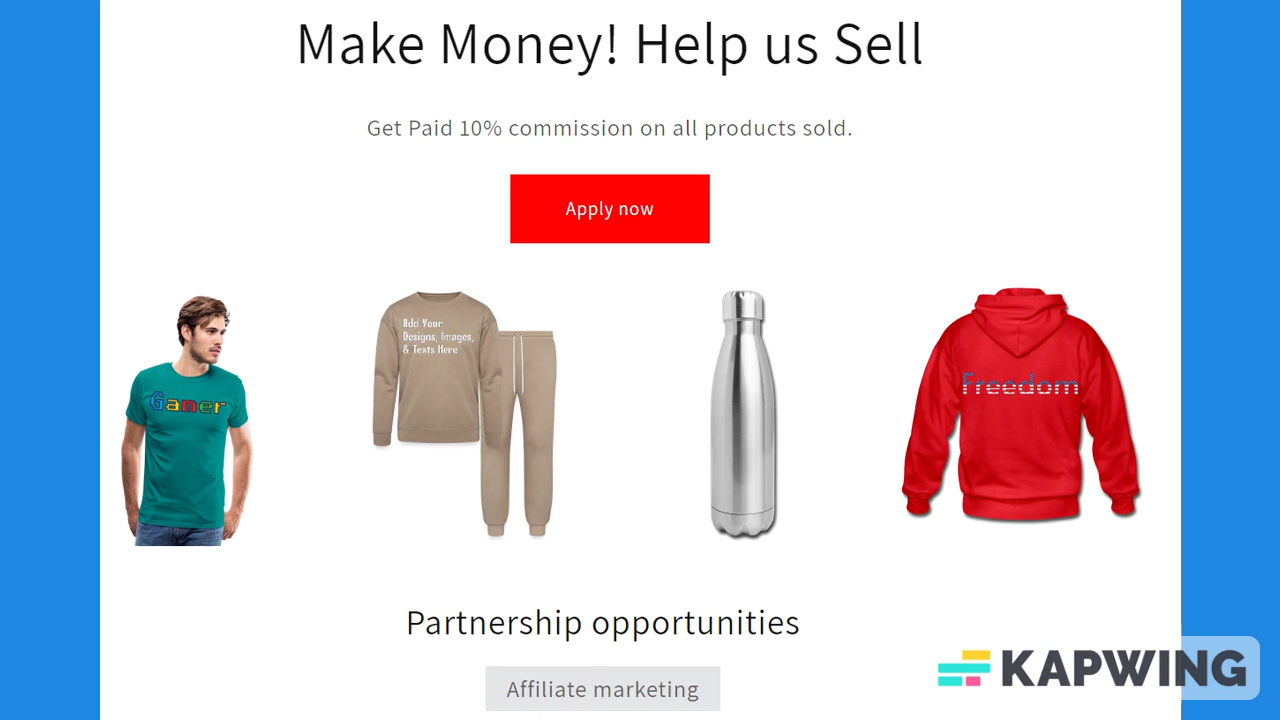 Make Money! Help us Sell
Get Paid 10% commission on all products sold.
Apply now
Gamer
Add Your
Designs, Images,
& Texts Here
Freedom
Partnership opportunities
Affiliate marketing
KAPWING